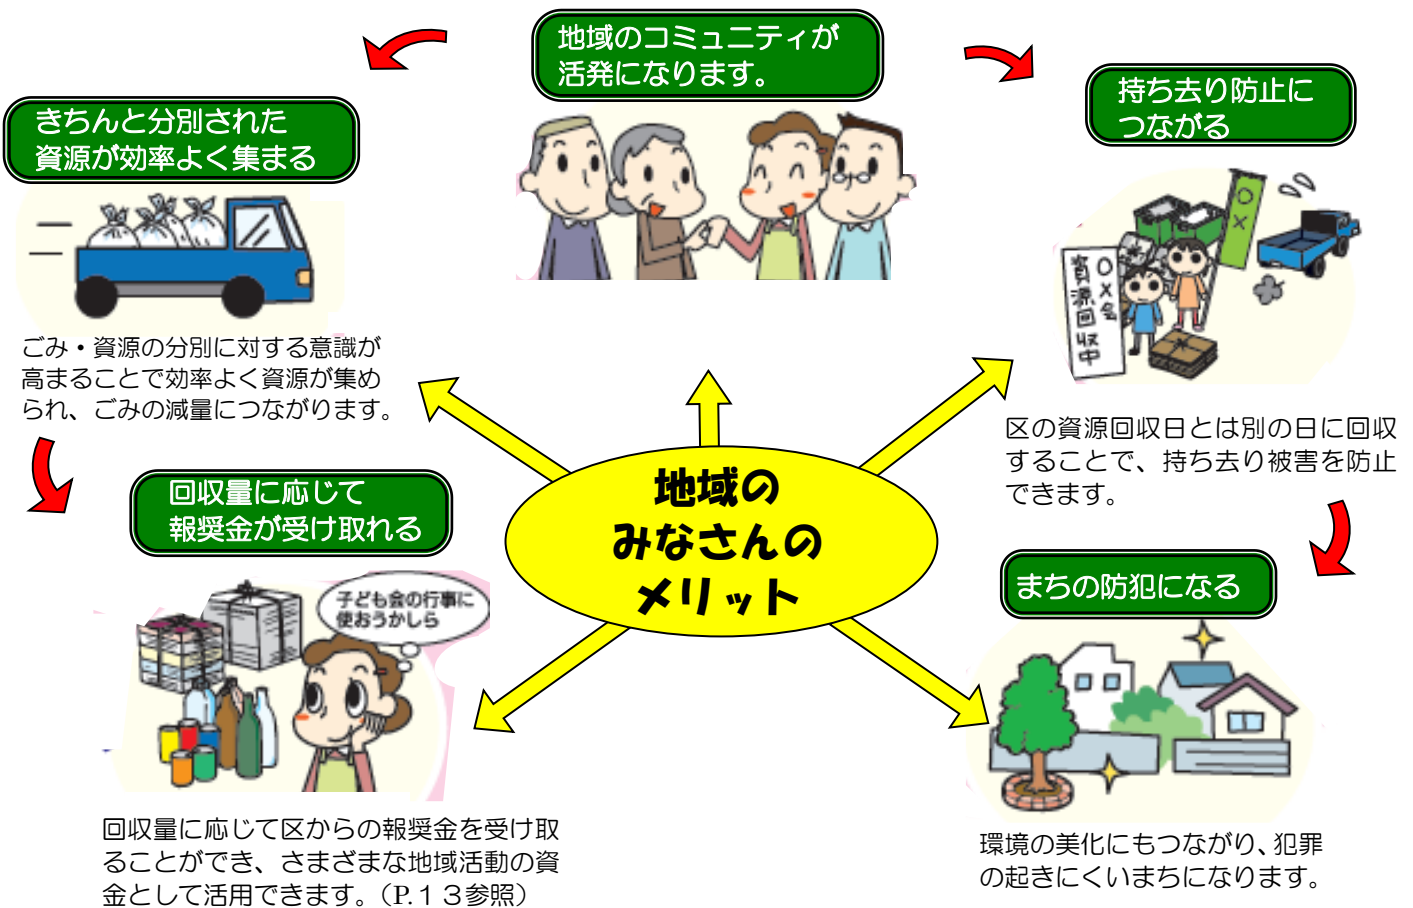 地域のコミュニティが
活発になります。
きちんと分別された
資源が効率よく集まる
ごみ・資源の分別に対する意識が
高まることで効率よく資源が集め
られ、ごみの減量につながります。
回収量に応じて
報奨金が受け取れる
子ども会の行事に
使おうかしら
回収量に応じて区からの報奨金を受け取
ることができ、さまざまな地域活動の資
金として活用できます。（P.１３参照）
地域の
みなさんの
メリット
持ち去り防止に
つながる
○×
○×会
資源回収中
区の資源回収日とは別の日に回収
することで、持ち去り被害を防止
できます。
まちの防犯になる
環境の美化にもつながり、犯罪
の起きにくいまちになります。